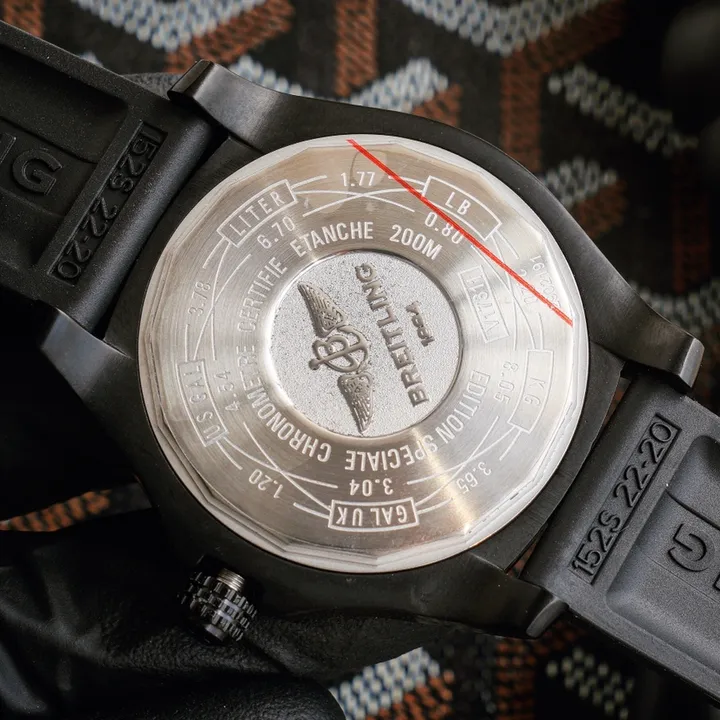 LITER
1.77
LB
6.70
0.80
KG
8.05
3.65
GAL UK
3.04
1.20
US GAL
4.54
3.78
CHRONOMETRE CERTIFIE ETANCHE 200M
EDITION SPECIALE
BREITLING
1884
B
152S 22-20
152S 22-20